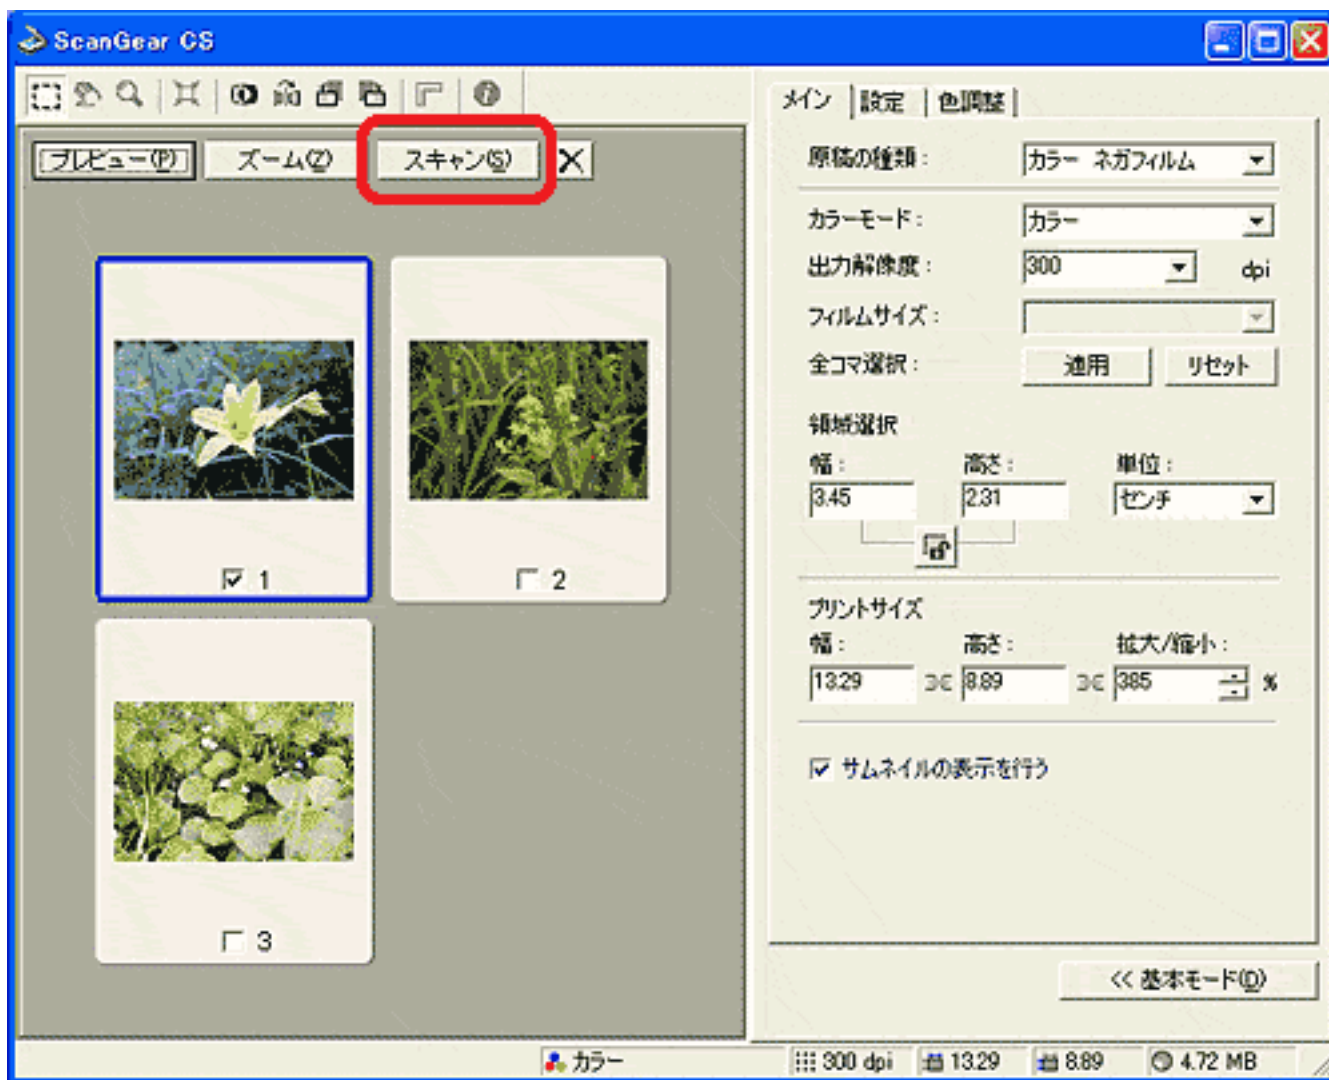 ScanGear CS
プレビュー(P) ズーム(Z) スキャン(S)
1
2
3
メイン 設定 色調整
原稿の種類： カラー ネガフィルム
カラーモード： カラー
出力解像度： 300 dpi
フィルムサイズ：
全コマ選択： 適用 リセット
領域選択
幅： 高さ： 単位：
3.45 2.31 センチ
プリントサイズ
幅： 高さ： 拡大/縮小：
13.29 8.89 385 %
サムネイルの表示を行う
<< 基本モード(D)
カラー 300 dpi 13.29 8.89 4.72 MB